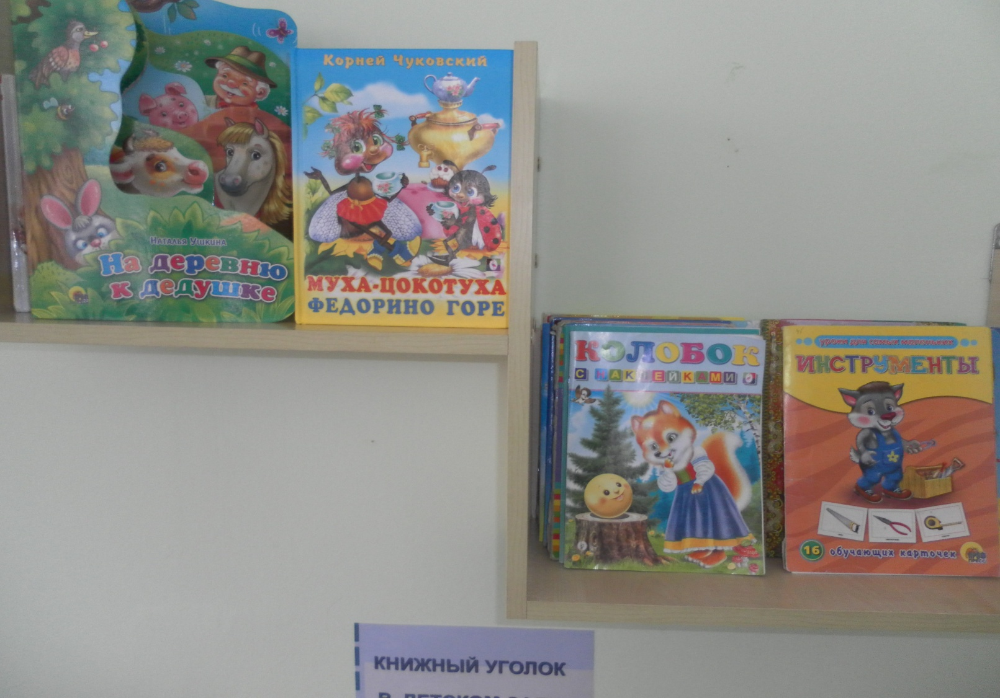 Наталья Ушкина
На деревню
к дедушке
Корней Чуковский
МУХА-ЦОКОТУХА
ФЕДОРИНО ГОРЕ
КОЛОБОК
С НАКЛЕЙКАМИ
уроки для самых маленьких
ИНСТРУМЕНТЫ
16 обучающих карточек
КНИЖНЫЙ УГОЛОК
В ДЕТСКОМ